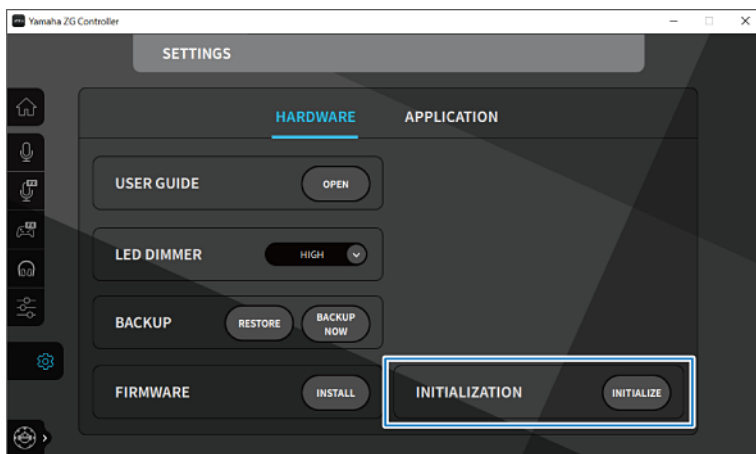 Yamaha ZG Controller
SETTINGS
HARDWARE APPLICATION
USER GUIDE OPEN
LED DIMMER HIGH
BACKUP RESTORE BACKUP
NOW
FIRMWARE INSTALL INITIALIZATION INITIALIZE